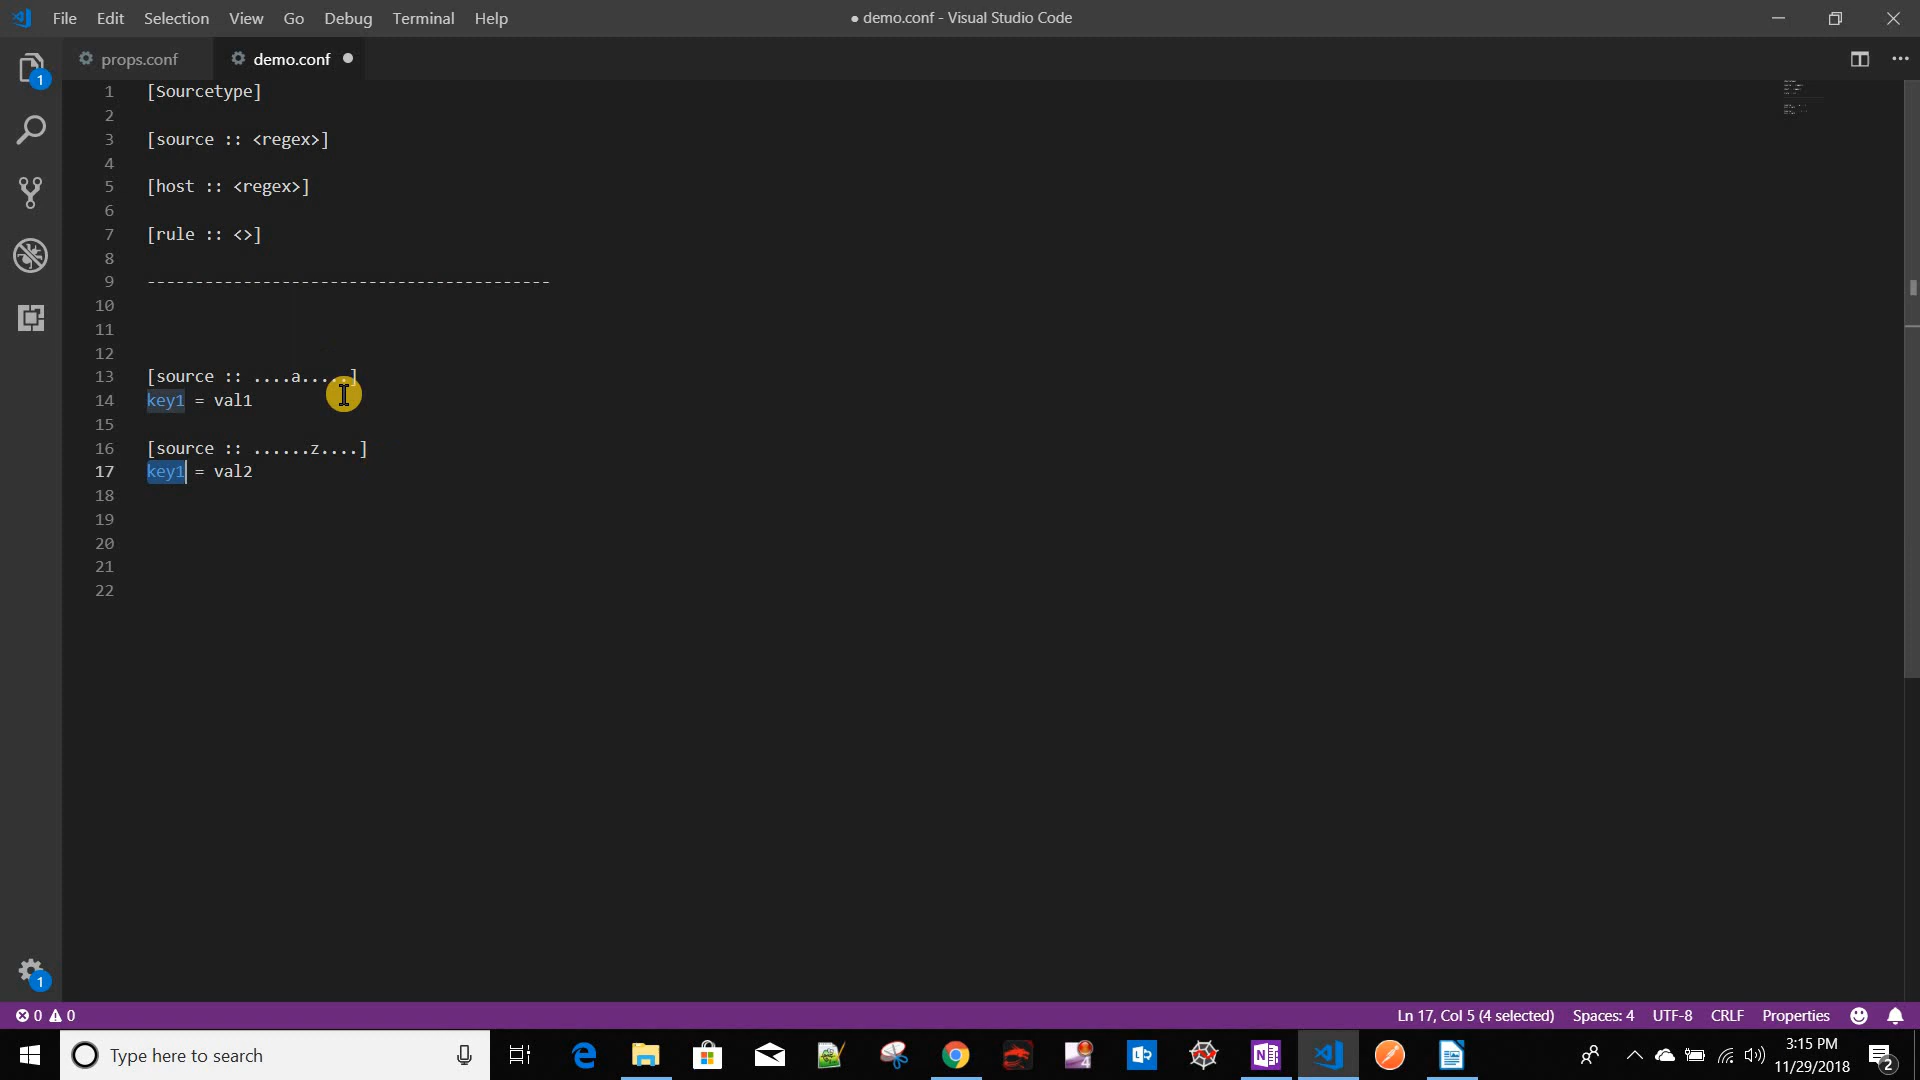 File Edit Selection View Go Debug Terminal Help
● demo.conf - Visual Studio Code
props.conf demo.conf
1 [Sourcetype]
2
3 [source :: <regex>]
4
5 [host :: <regex>]
6
7 [rule :: <>]
8
9 ------------------------------------------
10
11
12
13 [source :: ....a.....]
14 key1 = val1
15
16 [source :: ......z....]
17 key1 = val2
18
19
20
21
22
1
1
0 0
Ln 17, Col 5 (4 selected) Spaces: 4 UTF-8 CRLF Properties
Type here to search
3:15 PM
11/29/2018
2